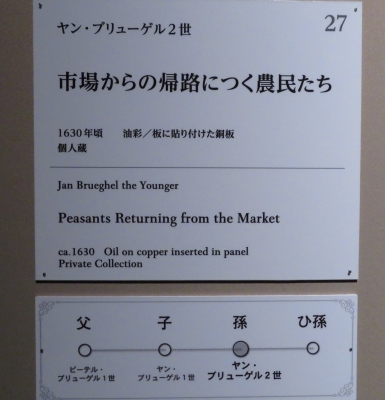 ヤン・ブリューゲル2世
27
市場からの帰路につく農民たち
1630年頃 油彩／板に貼り付けた銅板
個人蔵
Jan Brueghel the Younger
Peasants Returning from the Market
ca.1630 Oil on copper inserted in panel
Private Collection
父 子 孫 ひ孫
ピーテル・
ブリューゲル1世
ヤン・
ブリューゲル1世
ヤン・
ブリューゲル2世